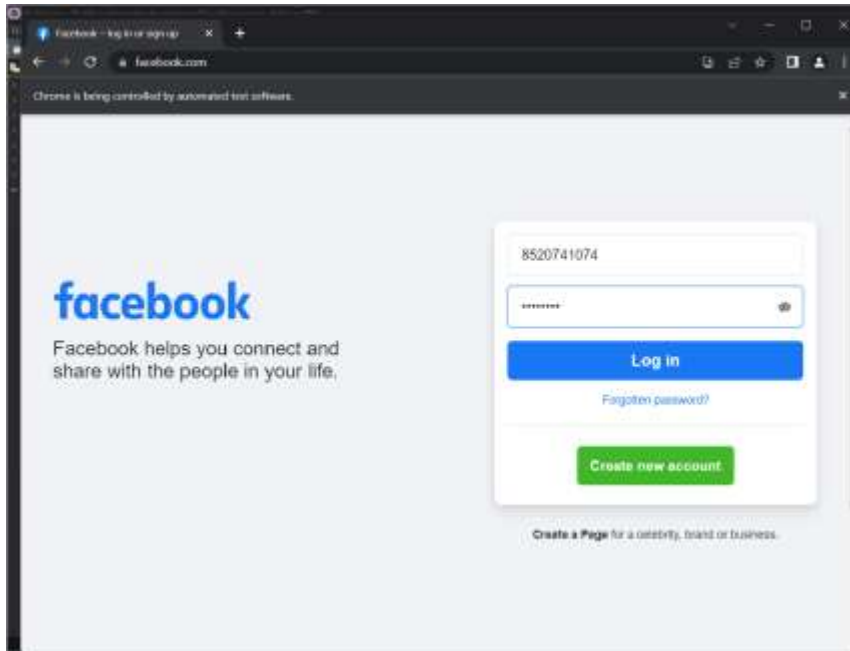 Facebook – log in or sign up
facebook.com
Chrome is being controlled by automated test software.
8520741074
facebook
Facebook helps you connect and
share with the people in your life.
Log in
Forgotten password?
Create new account
Create a Page for a celebrity, brand or business.